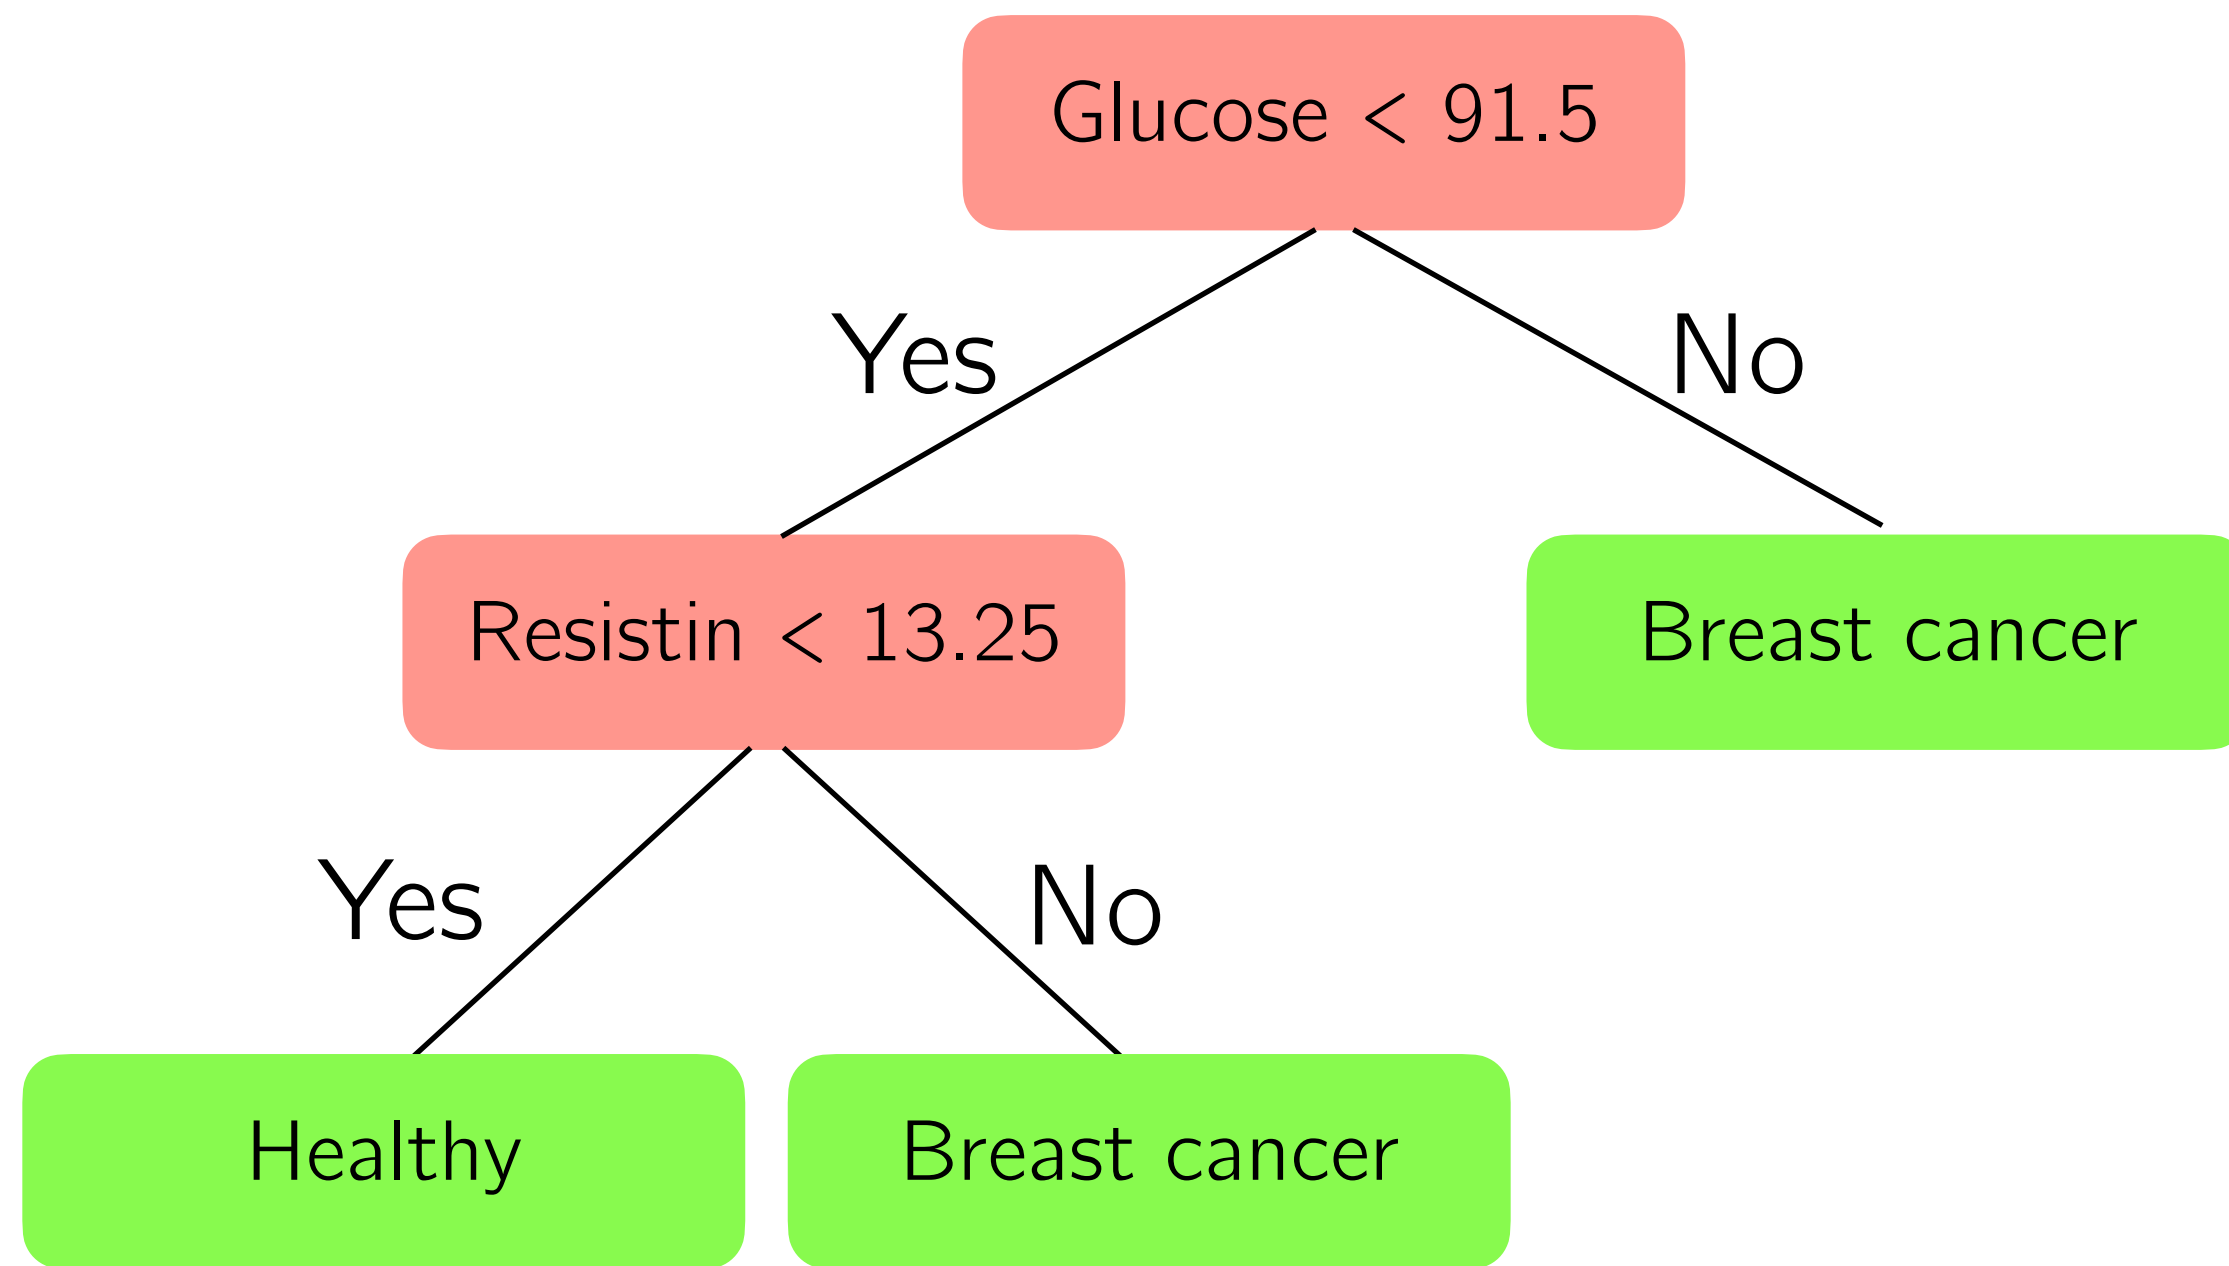 Glucose < 91.5
Yes
No
Resistin < 13.25
Breast cancer
Yes
No
Healthy
Breast cancer